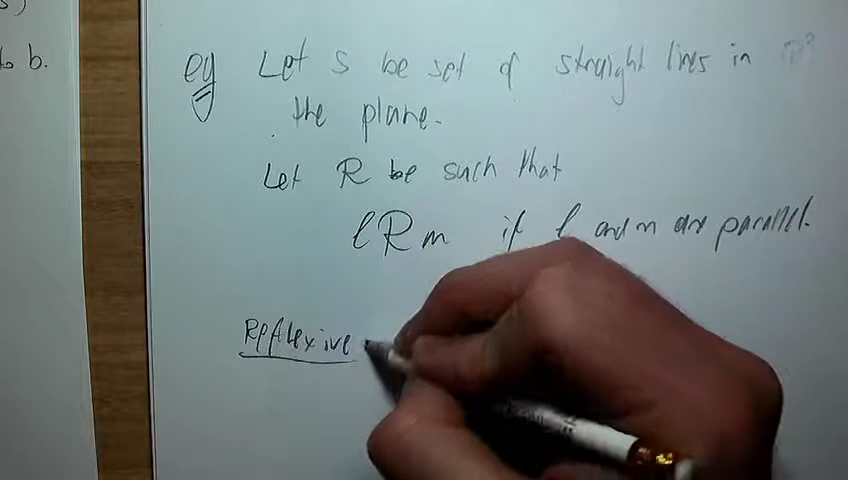 to b.
eg Let S be set of straight lines in
the plane.
Let R be such that
l R m if l and m are parallel.
Reflexive